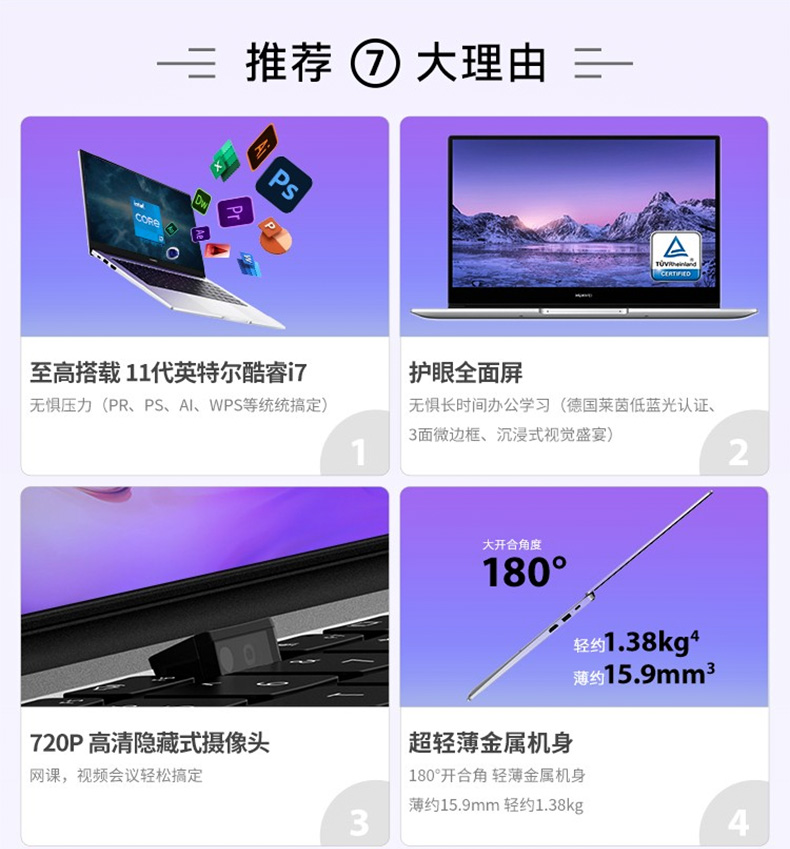 推荐 ⑦ 大理由
intel
CORE
X
Ai
Ps
Dw
Pr
Ae
P
W
TÜVRheinland
CERTIFIED
HUAWEI
至高搭载 11代英特尔酷睿i7
无惧压力（PR、PS、AI、WPS等统统搞定）
1
护眼全面屏
无惧长时间办公学习（德国莱茵低蓝光认证、
3面微边框、沉浸式视觉盛宴）
2
大开合角度
180°
轻约1.38kg⁴
薄约15.9mm³
720P 高清隐藏式摄像头
网课，视频会议轻松搞定
3
超轻薄金属机身
180°开合角 轻薄金属机身
薄约15.9mm 轻约1.38kg
4